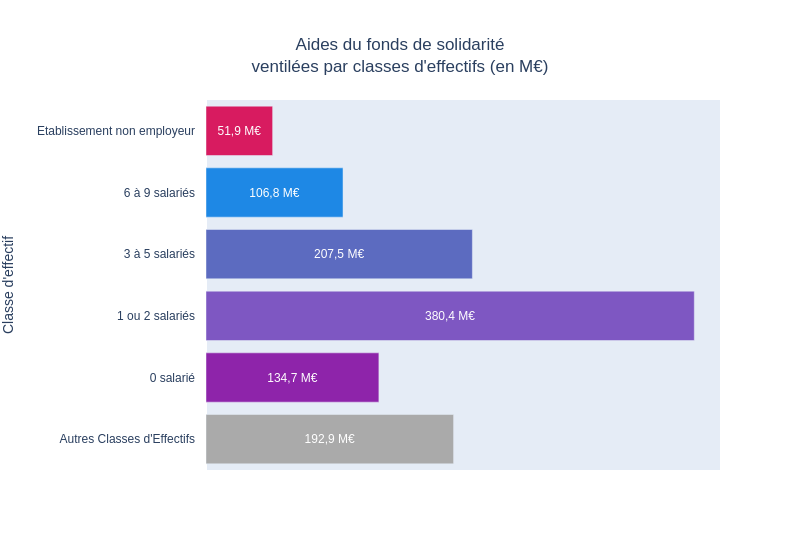 Aides du fonds de solidarité
ventilées par classes d'effectifs (en M€)
Classe d'effectif
Etablissement non employeur
51,9 M€
6 à 9 salariés
106,8 M€
3 à 5 salariés
207,5 M€
1 ou 2 salariés
380,4 M€
0 salarié
134,7 M€
Autres Classes d'Effectifs
192,9 M€